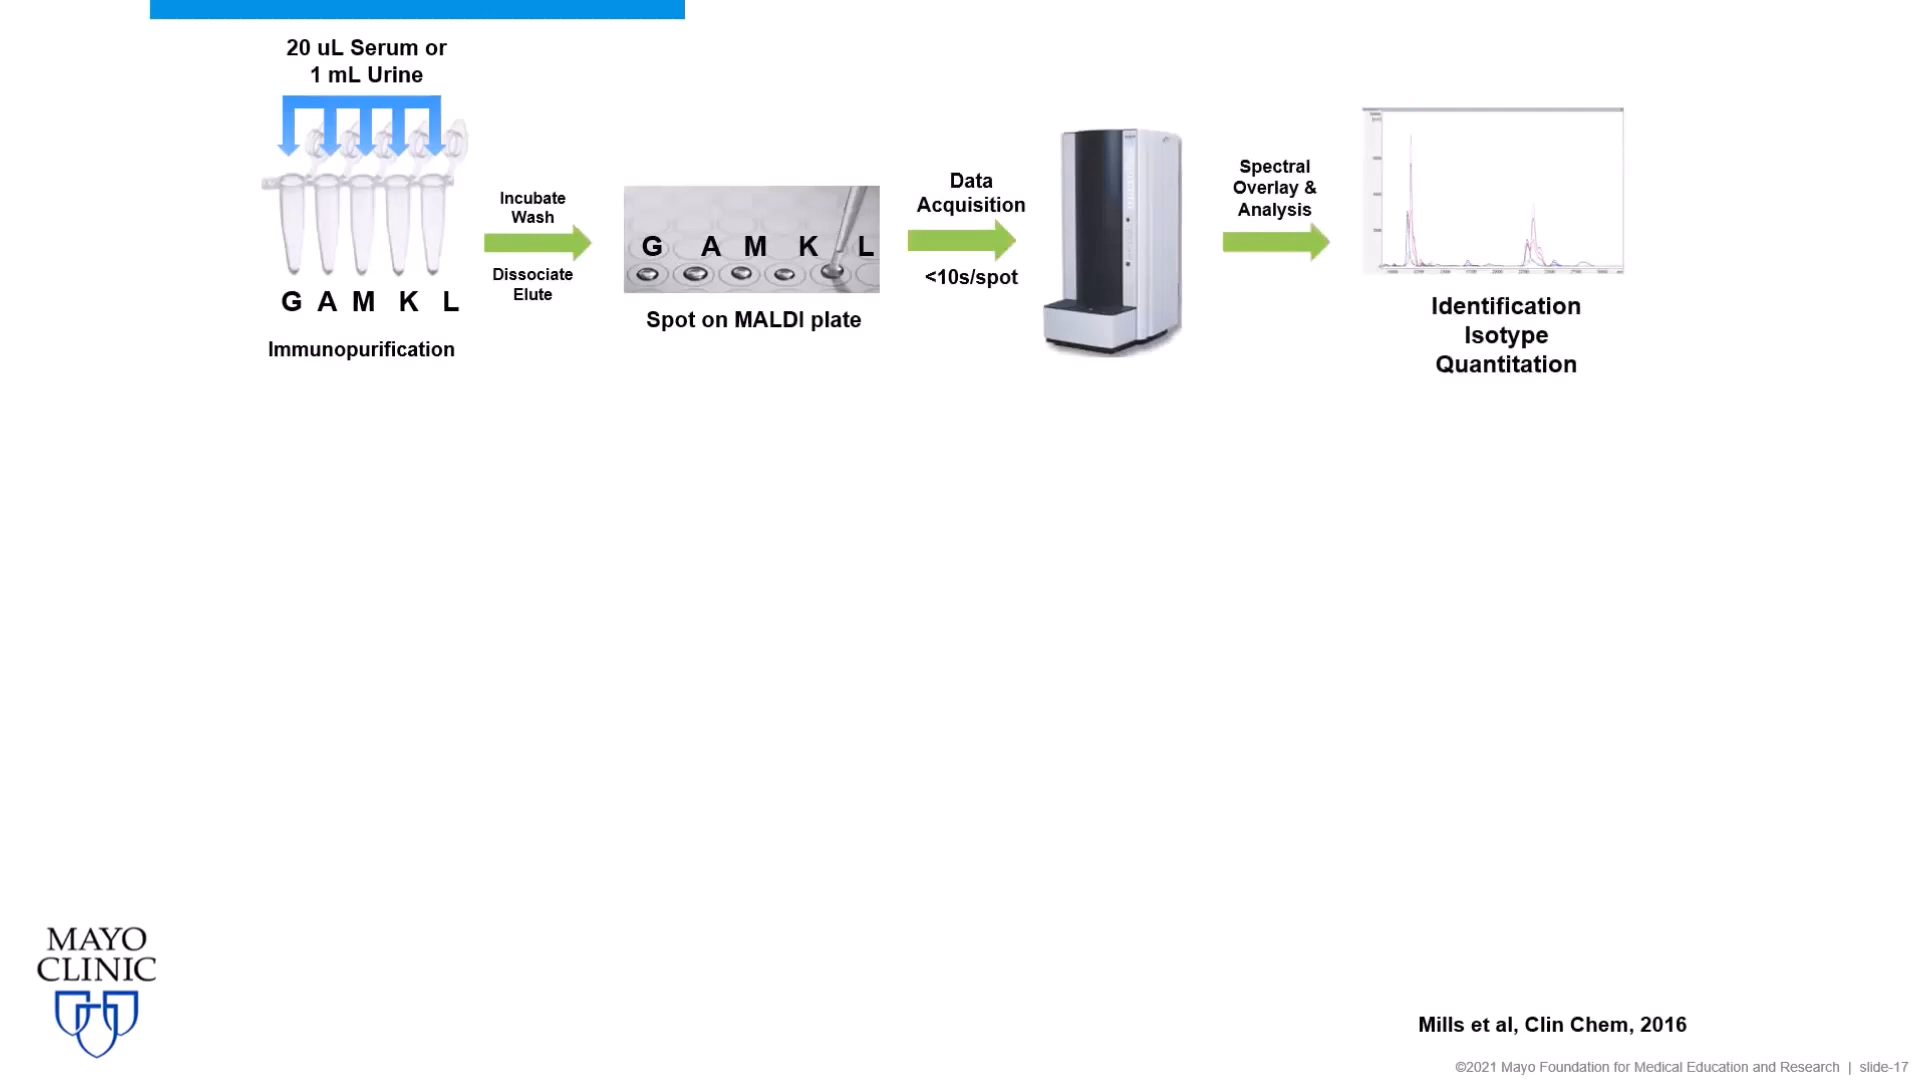 20 uL Serum or
1 mL Urine
G A M K L
Immunopurification
Incubate
Wash
Dissociate
Elute
G A M K L
Spot on MALDI plate
Data
Acquisition
<10s/spot
Spectral
Overlay &
Analysis
Identification
Isotype
Quantitation
MAYO
CLINIC
Mills et al, Clin Chem, 2016
©2021 Mayo Foundation for Medical Education and Research | slide-17